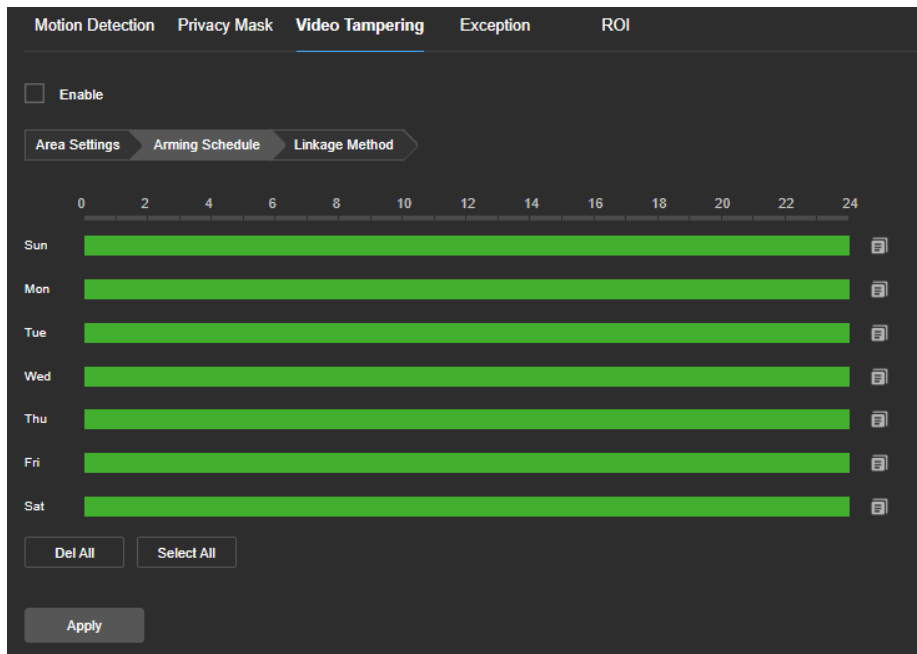 Motion Detection Privacy Mask Video Tampering Exception ROI
Enable
Area Settings Arming Schedule Linkage Method
0 2 4 6 8 10 12 14 16 18 20 22 24
Sun
Mon
Tue
Wed
Thu
Fri
Sat
Del All Select All
Apply